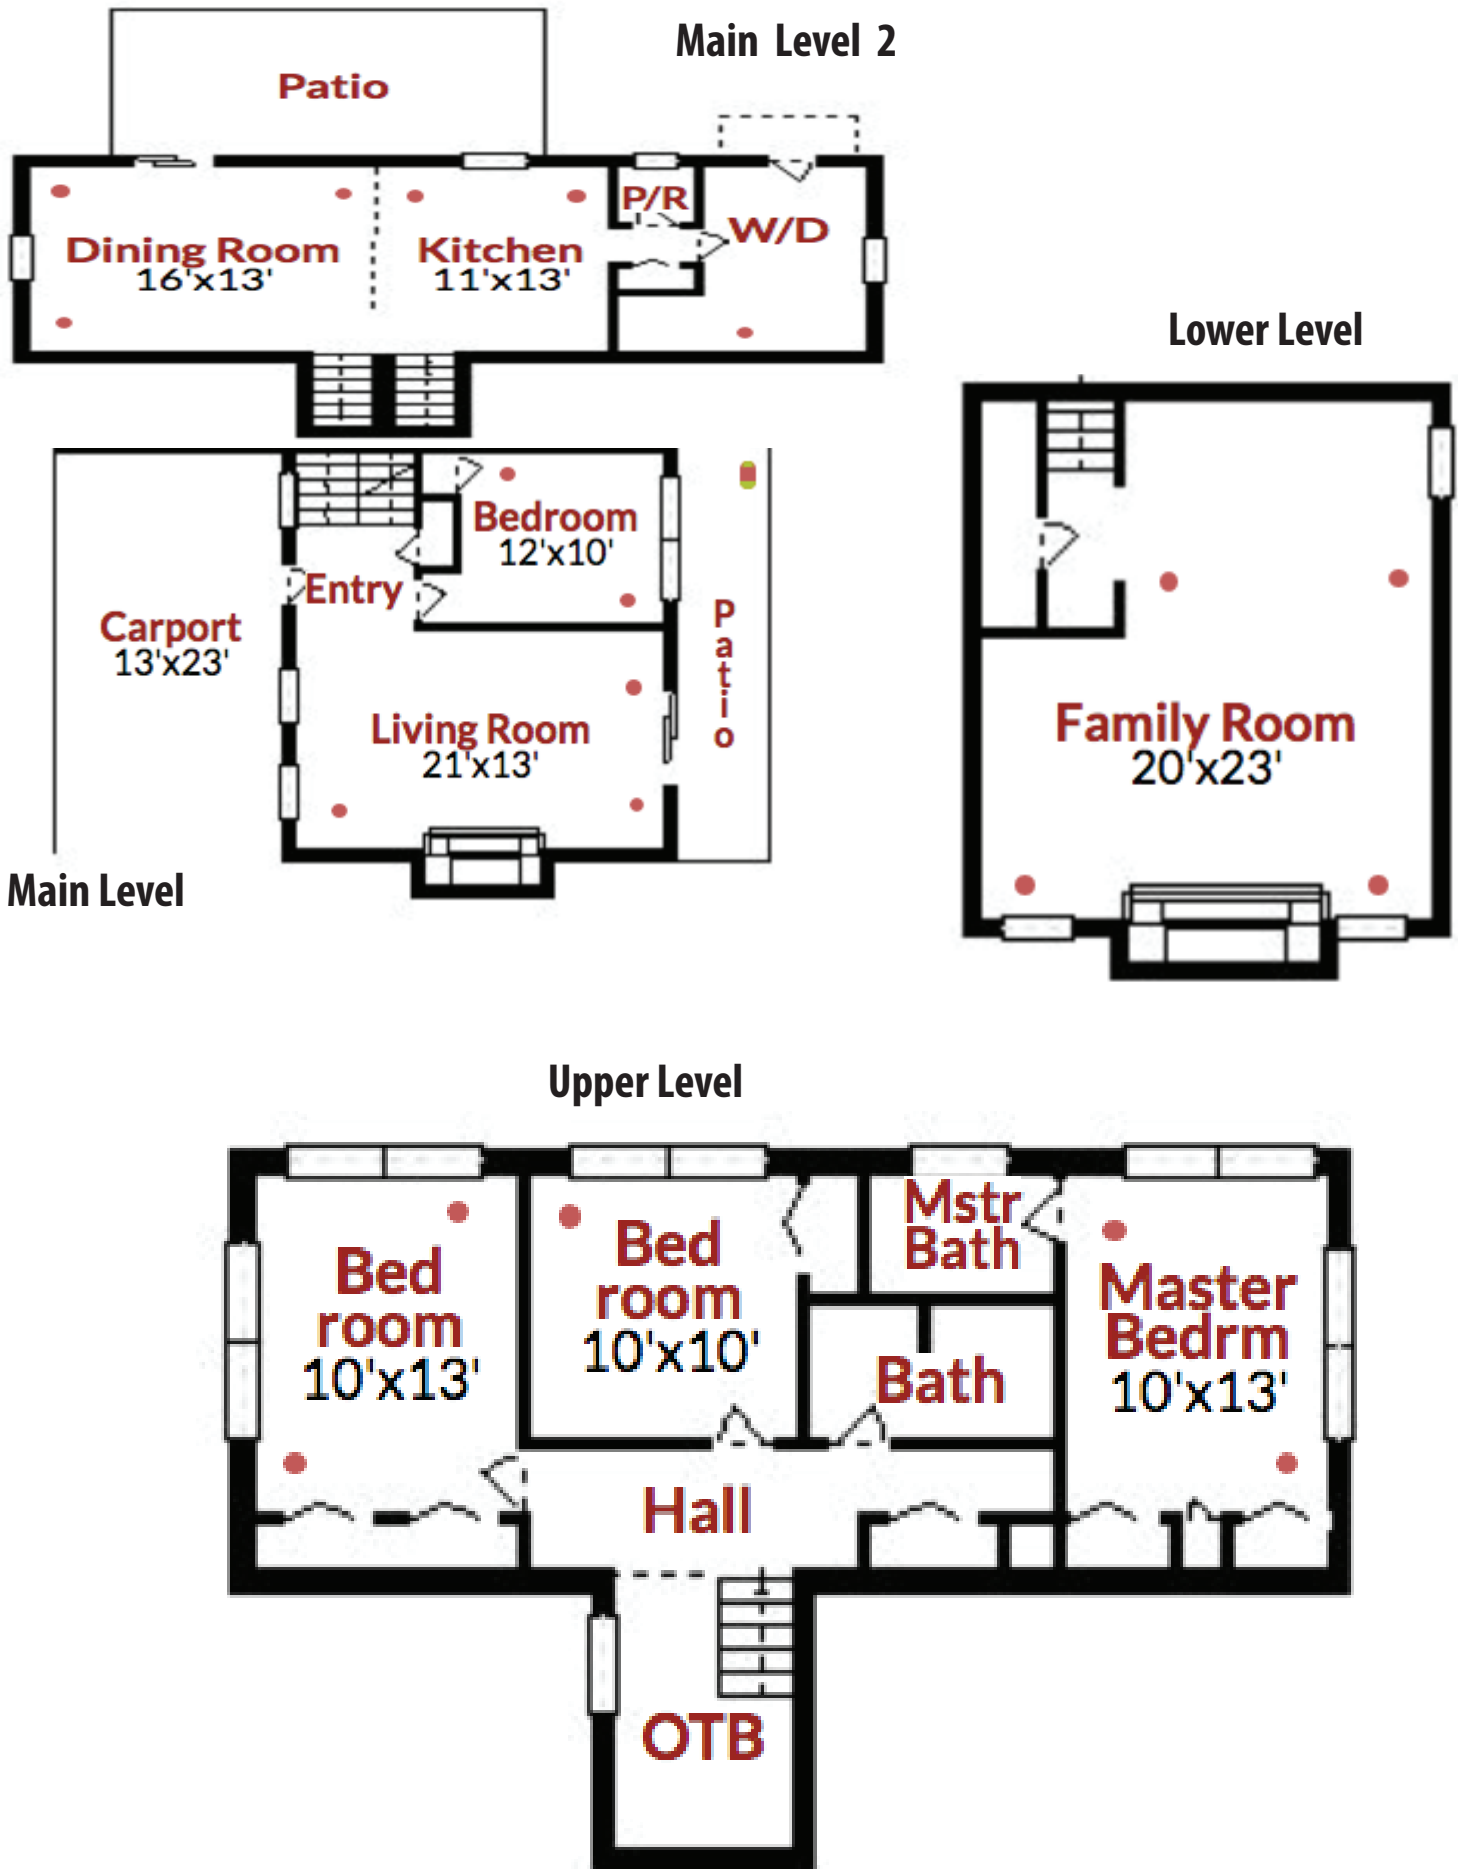 Main Level 2
Patio
P/R
W/D
Dining Room
16'x13'
Kitchen
11'x13'
Lower Level
Bedroom
12'x10'
Entry
Carport
13'x23'
Patio
Living Room
21'x13'
Family Room
20'x23'
Main Level
Upper Level
Mstr
Bath
Bed
room
10'x13'
Bed
room
10'x10'
Master
Bedrm
10'x13'
Bath
Hall
OTB